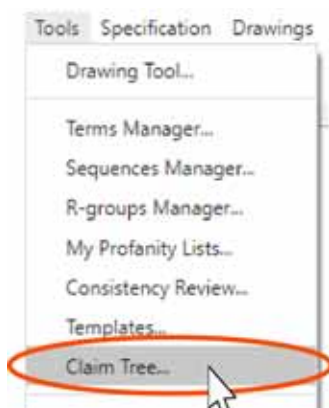 Tools Specification Drawings
Drawing Tool...
Terms Manager...
Sequences Manager...
R-groups Manager...
My Profanity Lists...
Consistency Review...
Templates...
Claim Tree...